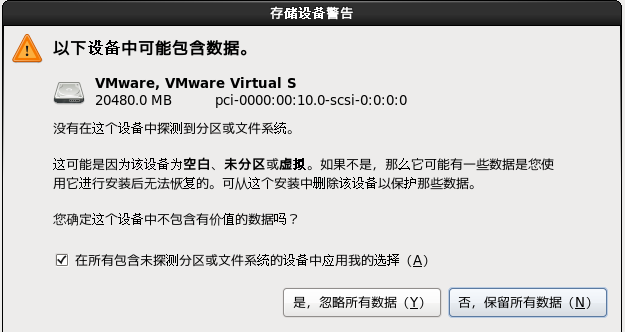 存储设备警告
以下设备中可能包含数据。
VMware, VMware Virtual S
20480.0 MB pci-0000:00:10.0-scsi-0:0:0:0
没有在这个设备中探测到分区或文件系统。
这可能是因为该设备为空白、未分区或虚拟。如果不是，那么它可能有一些数据是您使
用它进行安装后无法恢复的。可从这个安装中删除该设备以保护那些数据。
您确定这个设备中不包含有价值的数据吗？
在所有包含未探测分区或文件系统的设备中应用我的选择（A）
是，忽略所有数据（Y） 否，保留所有数据（N）